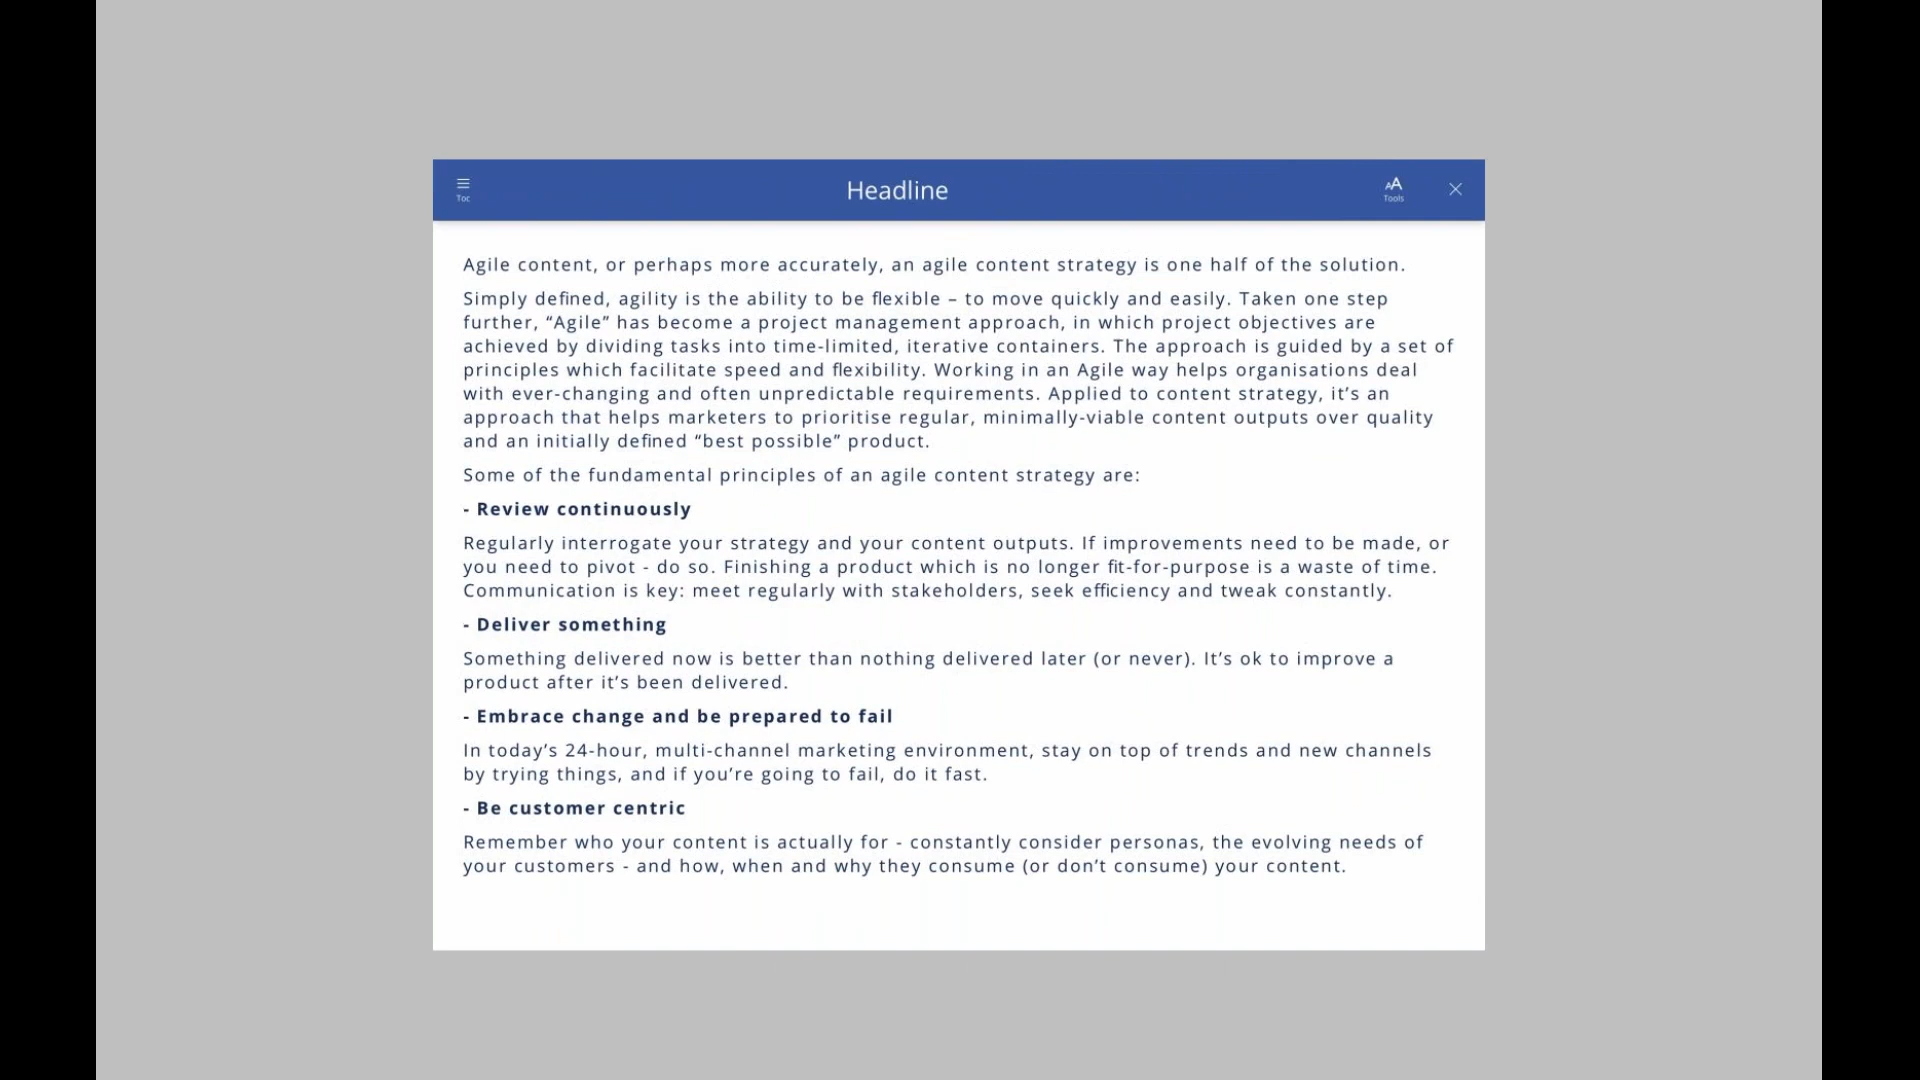 Toc
Headline
AA
Tools
Agile content, or perhaps more accurately, an agile content strategy is one half of the solution.
Simply defined, agility is the ability to be flexible – to move quickly and easily. Taken one step
further, “Agile” has become a project management approach, in which project objectives are
achieved by dividing tasks into time-limited, iterative containers. The approach is guided by a set of
principles which facilitate speed and flexibility. Working in an Agile way helps organisations deal
with ever-changing and often unpredictable requirements. Applied to content strategy, it’s an
approach that helps marketers to prioritise regular, minimally-viable content outputs over quality
and an initially defined “best possible” product.
Some of the fundamental principles of an agile content strategy are:
- Review continuously
Regularly interrogate your strategy and your content outputs. If improvements need to be made, or
you need to pivot - do so. Finishing a product which is no longer fit-for-purpose is a waste of time.
Communication is key: meet regularly with stakeholders, seek efficiency and tweak constantly.
- Deliver something
Something delivered now is better than nothing delivered later (or never). It’s ok to improve a
product after it’s been delivered.
- Embrace change and be prepared to fail
In today’s 24-hour, multi-channel marketing environment, stay on top of trends and new channels
by trying things, and if you’re going to fail, do it fast.
- Be customer centric
Remember who your content is actually for - constantly consider personas, the evolving needs of
your customers - and how, when and why they consume (or don’t consume) your content.